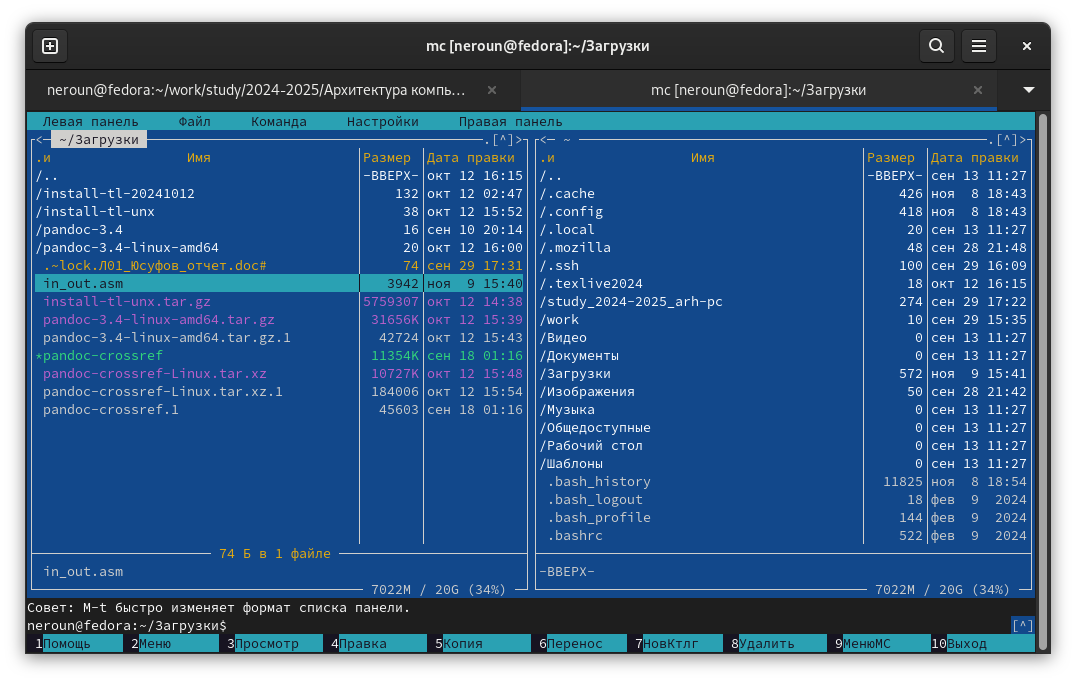 mc [neroun@fedora]:~/Загрузки
neroun@fedora:~/work/study/2024-2025/Архитектура компь… × mc [neroun@fedora]:~/Загрузки ×
Левая панель Файл Команда Настройки Правая панель
<─ ~/Загрузки .[^]>
.и Имя Размер Дата правки
/.. -ВВЕРХ- окт 12 16:15
/install-tl-20241012 132 окт 12 02:47
/install-tl-unx 38 окт 12 15:52
/pandoc-3.4 16 сен 10 20:14
/pandoc-3.4-linux-amd64 20 окт 12 16:00
.~lock.Л01_Юсуфов_отчет.doc# 74 сен 29 17:31
in_out.asm 3942 ноя 9 15:40
install-tl-unx.tar.gz 5759307 окт 12 14:38
pandoc-3.4-linux-amd64.tar.gz 31656K окт 12 15:39
pandoc-3.4-linux-amd64.tar.gz.1 42724 окт 12 15:43
*pandoc-crossref 11354K сен 18 01:16
pandoc-crossref-Linux.tar.xz 10727K окт 12 15:48
pandoc-crossref-Linux.tar.xz.1 184006 окт 12 15:54
pandoc-crossref.1 45603 сен 18 01:16
74 Б в 1 файле
in_out.asm
7022M / 20G (34%)
<─ ~ .[^]>
.и Имя Размер Дата правки
/.. -ВВЕРХ- сен 13 11:27
/.cache 426 ноя 8 18:43
/.config 418 ноя 8 18:43
/.local 20 сен 13 11:27
/.mozilla 48 сен 28 21:48
/.ssh 100 сен 29 16:09
/.texlive2024 18 окт 12 16:15
/study_2024-2025_arh-pc 274 сен 29 17:22
/work 10 сен 29 15:35
/Видео 0 сен 13 11:27
/Документы 0 сен 13 11:27
/Загрузки 572 ноя 9 15:41
/Изображения 50 сен 28 21:42
/Музыка 0 сен 13 11:27
/Общедоступные 0 сен 13 11:27
/Рабочий стол 0 сен 13 11:27
/Шаблоны 0 сен 13 11:27
.bash_history 11825 ноя 8 18:54
.bash_logout 18 фев 9 2024
.bash_profile 144 фев 9 2024
.bashrc 522 фев 9 2024
-ВВЕРХ-
7022M / 20G (34%)
Совет: M-t быстро изменяет формат списка панели.
neroun@fedora:~/Загрузки$ [^]
1Помощь 2Меню 3Просмотр 4Правка 5Копия 6Перенос 7НовКтлг 8Удалить 9МенюМС 10Выход